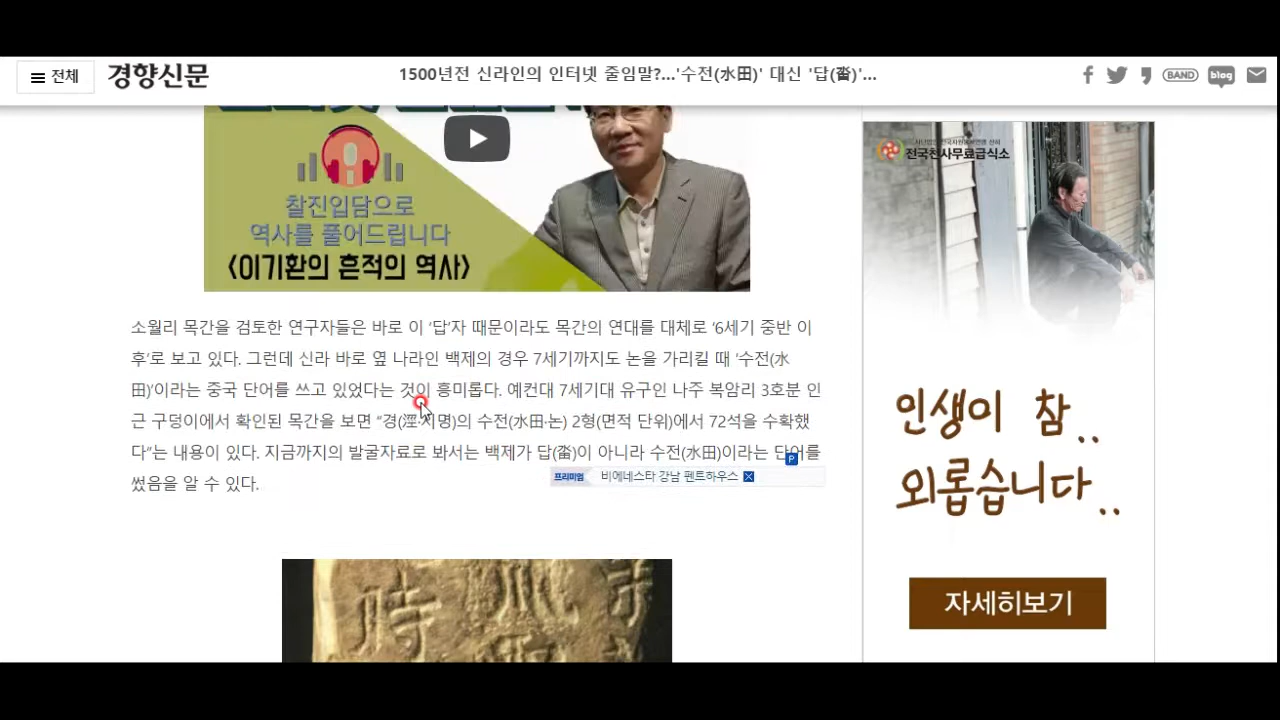 전체
경향신문
1500년전 신라인의 인터넷 줄임말?...'수전(水田)' 대신 '답(畓)'...
BAND
blog
찰진입담으로
역사를 풀어드립니다
<이기환의 흔적의 역사>
전국천사무료급식소
소월리 목간을 검토한 연구자들은 바로 이 '답'자 때문이라도 목간의 연대를 대체로 '6세기 중반 이
후'로 보고 있다. 그런데 신라 바로 옆 나라인 백제의 경우 7세기까지도 논을 가리킬 때 '수전(水
田)'이라는 중국 단어를 쓰고 있었다는 것이 흥미롭다. 예컨대 7세기대 유구인 나주 복암리 3호분 인
근 구덩이에서 확인된 목간을 보면 "경(涇·지명)의 수전(水田·논) 2형(면적 단위)에서 72석을 수확했
다"는 내용이 있다. 지금까지의 발굴자료로 봐서는 백제가 답(畓)이 아니라 수전(水田)이라는 단어를
썼음을 알 수 있다.
P
프리미엄 비에네스타 강남 펜트하우스
인생이 참..
외롭습니다..
자세히보기
時